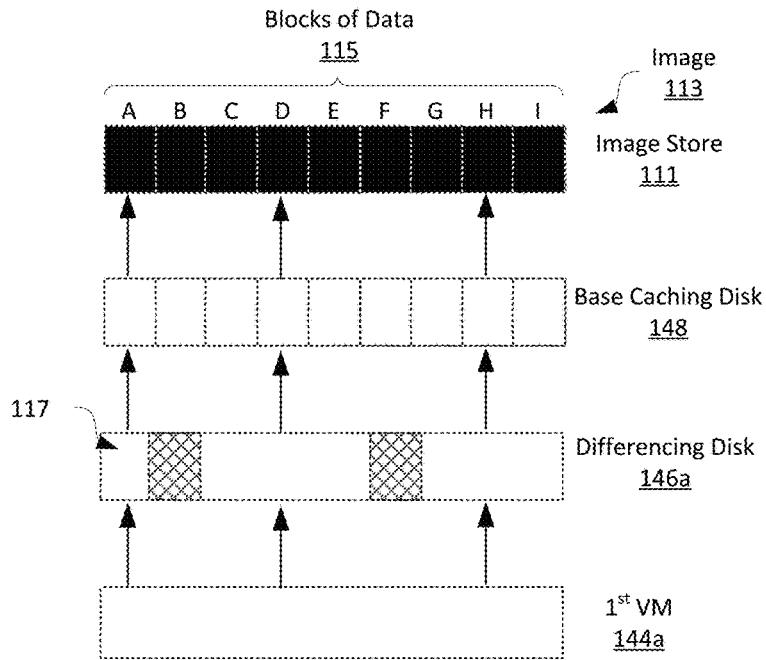 Blocks of Data
115
Image
113
A B C D E F G H I
Image Store
111
Base Caching Disk
148
117
Differencing Disk
146a
1st VM
144a